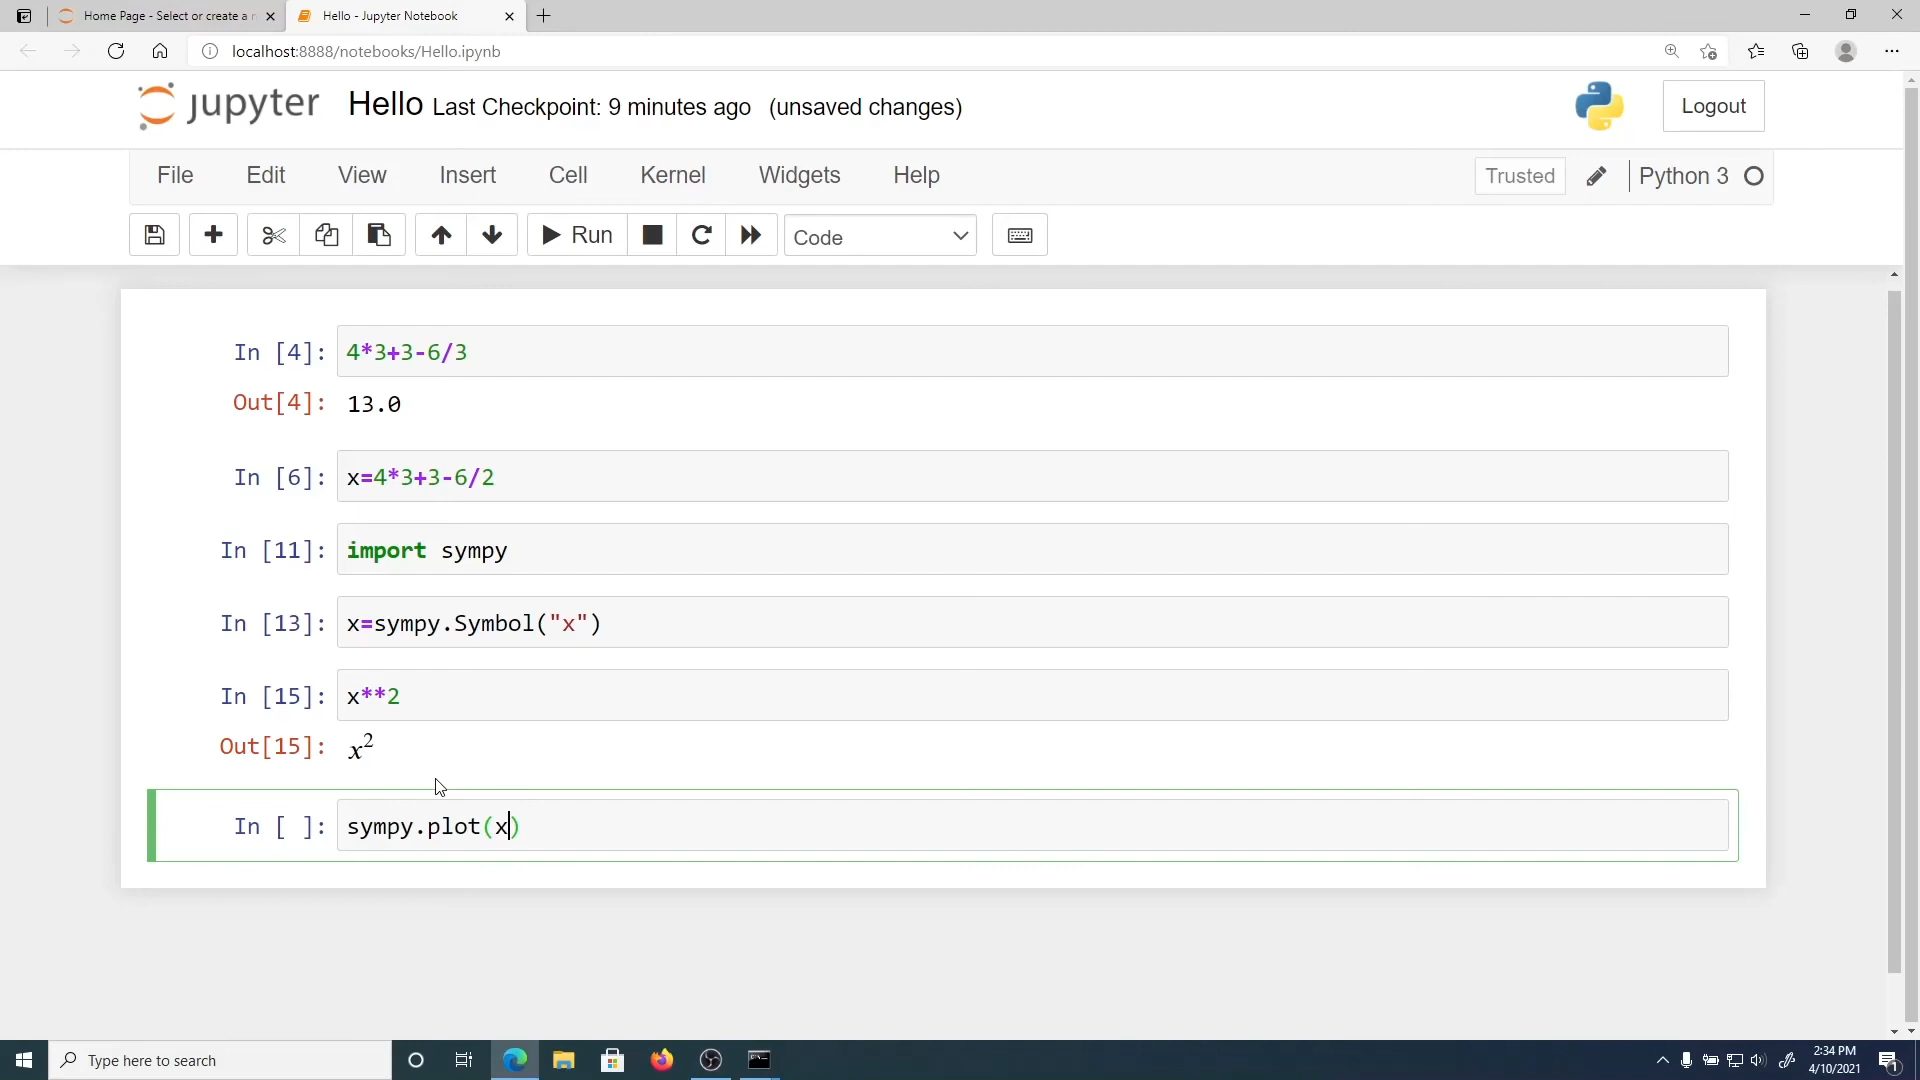 Home Page - Select or create a n
Hello - Jupyter Notebook
localhost:8888/notebooks/Hello.ipynb
jupyter
Hello Last Checkpoint: 9 minutes ago (unsaved changes)
Logout
File Edit View Insert Cell Kernel Widgets Help
Trusted
Python 3
Run
Code
In [4]: 4*3+3-6/3
Out[4]: 13.0
In [6]: x=4*3+3-6/2
In [11]: import sympy
In [13]: x=sympy.Symbol("x")
In [15]: x**2
Out[15]: x²
In [ ]: sympy.plot(x)
Type here to search
2:34 PM
4/10/2021
1